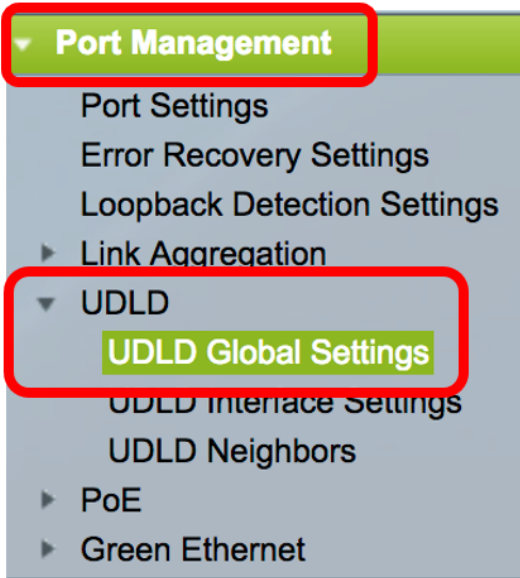 Port Management
Port Settings
Error Recovery Settings
Loopback Detection Settings
Link Aggregation
UDLD
UDLD Global Settings
UDLD Interface Settings
UDLD Neighbors
PoE
Green Ethernet